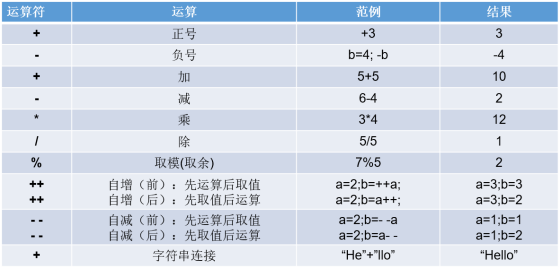 运算符 运算 范例 结果
+ 正号 +3 3
- 负号 b=4; -b -4
+ 加 5+5 10
- 减 6-4 2
* 乘 3*4 12
/ 除 5/5 1
% 取模(取余) 7%5 2
++ 自增（前）：先运算后取值 a=2;b=++a; a=3;b=3
++ 自增（后）：先取值后运算 a=2;b=a++; a=3;b=2
- - 自减（前）：先运算后取值 a=2;b=- -a a=1;b=1
- - 自减（后）：先取值后运算 a=2;b=a- - a=1;b=2
+ 字符串连接 “He”+”llo” “Hello”